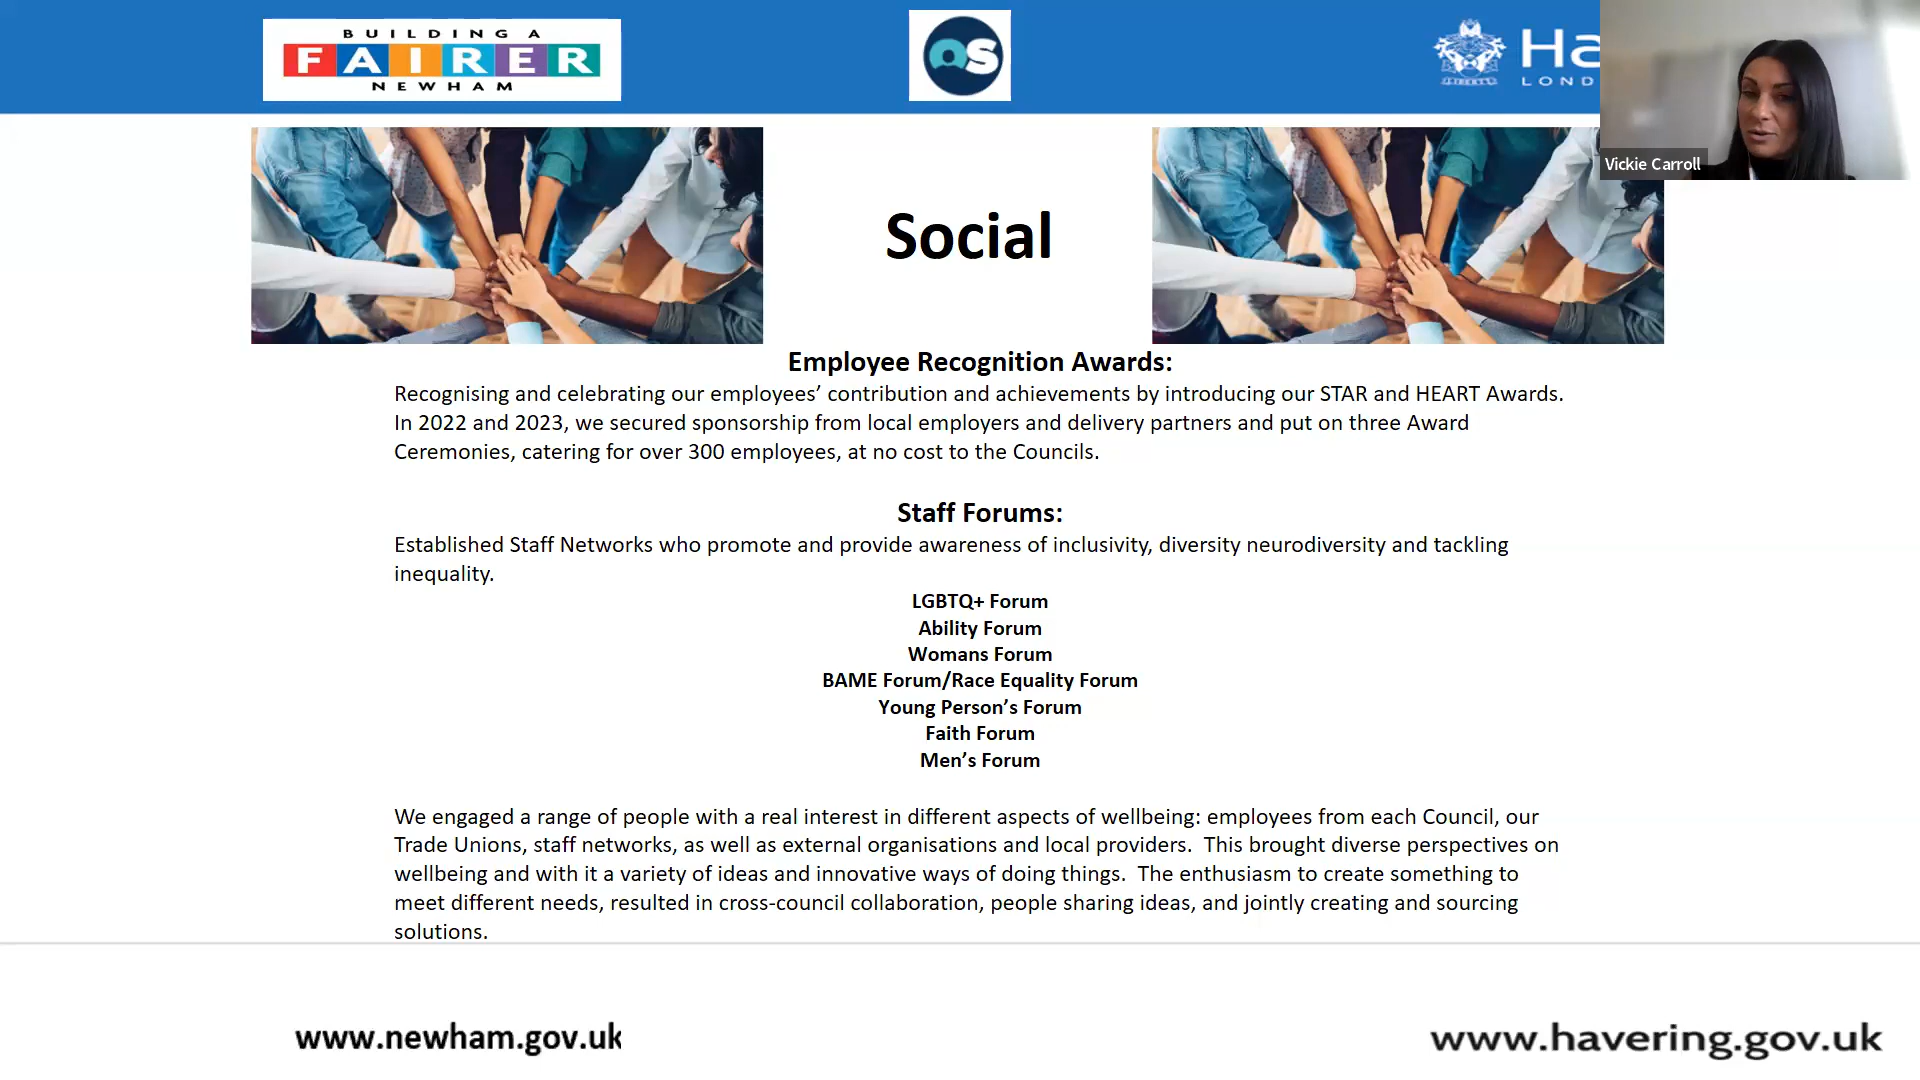 BUILDING A
FAIRER
NEWHAM
OS
Ha
LOND
Vickie Carroll
Social
Employee Recognition Awards:
Recognising and celebrating our employees’ contribution and achievements by introducing our STAR and HEART Awards.
In 2022 and 2023, we secured sponsorship from local employers and delivery partners and put on three Award
Ceremonies, catering for over 300 employees, at no cost to the Councils.
Staff Forums:
Established Staff Networks who promote and provide awareness of inclusivity, diversity neurodiversity and tackling
inequality.
LGBTQ+ Forum
Ability Forum
Womans Forum
BAME Forum/Race Equality Forum
Young Person’s Forum
Faith Forum
Men’s Forum
We engaged a range of people with a real interest in different aspects of wellbeing: employees from each Council, our
Trade Unions, staff networks, as well as external organisations and local providers.  This brought diverse perspectives on
wellbeing and with it a variety of ideas and innovative ways of doing things.  The enthusiasm to create something to
meet different needs, resulted in cross-council collaboration, people sharing ideas, and jointly creating and sourcing
solutions.
www.newham.gov.uk
www.havering.gov.uk